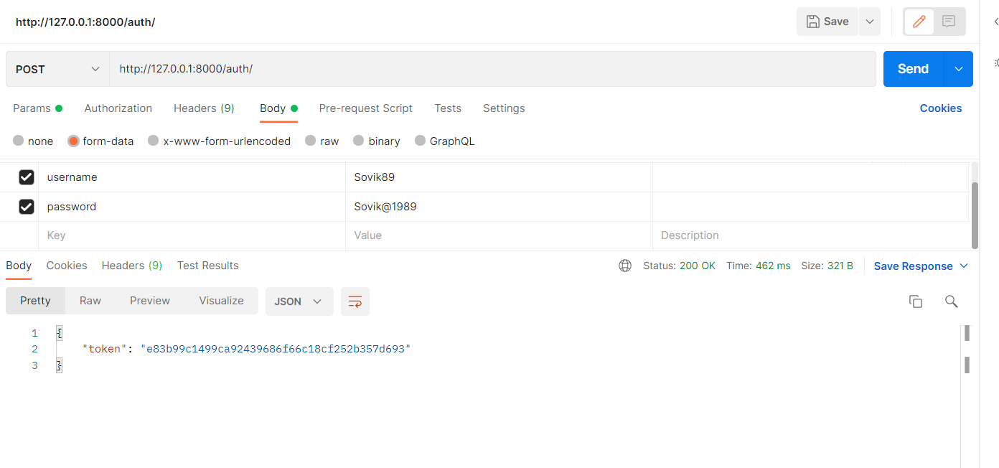 http://127.0.0.1:8000/auth/ Save
POST http://127.0.0.1:8000/auth/ Send
Params Authorization Headers (9) Body Pre-request Script Tests Settings Cookies
none form-data x-www-form-urlencoded raw binary GraphQL
username Sovik89
password Sovik@1989
Key Value Description
Body Cookies Headers (9) Test Results Status: 200 OK Time: 462 ms Size: 321 B Save Response
Pretty Raw Preview Visualize JSON
1 {
2 "token": "e83b99c1499ca92439686f66c18cf252b357d693"
3 }